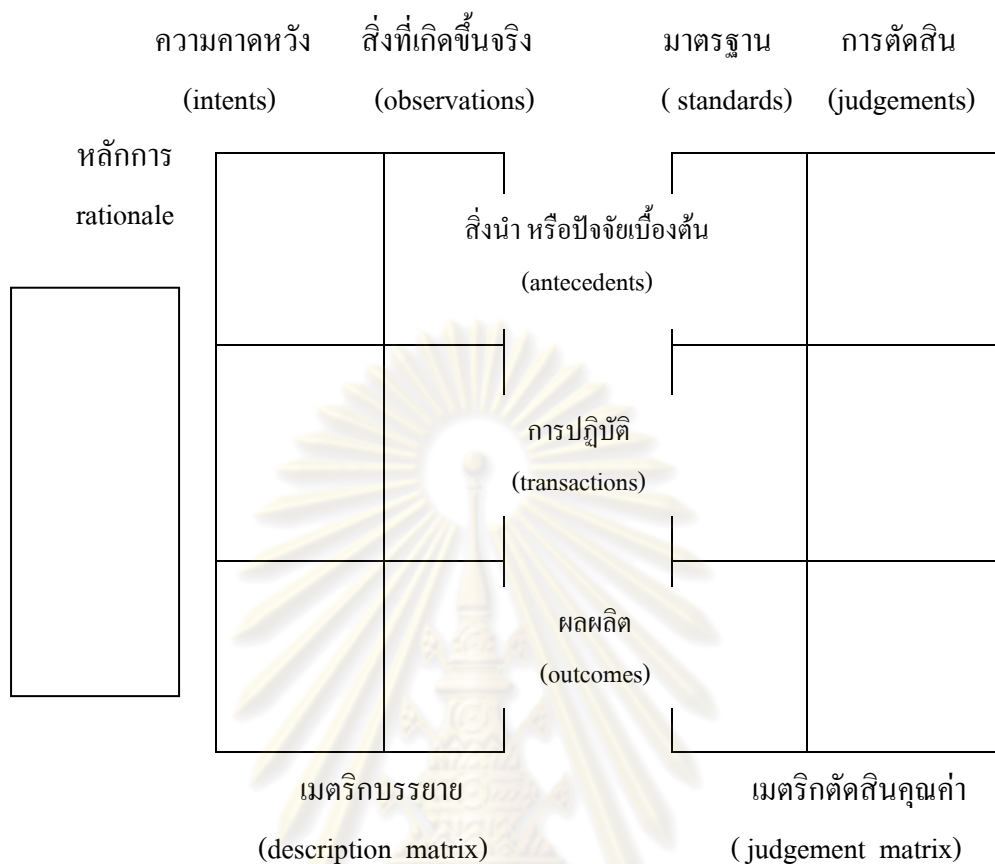 ความคาดหวัง สิ่งที่เกิดขึ้นจริง มาตรฐาน การตัดสิน
(intents) (observations) ( standards) (judgements)
หลักการ
rationale
สิ่งนำ หรือปัจจัยเบื้องต้น
(antecedents)
การปฏิบัติ
(transactions)
ผลผลิต
(outcomes)
เมตริกบรรยาย เมตริกตัดสินคุณค่า
(description matrix) ( judgement matrix)